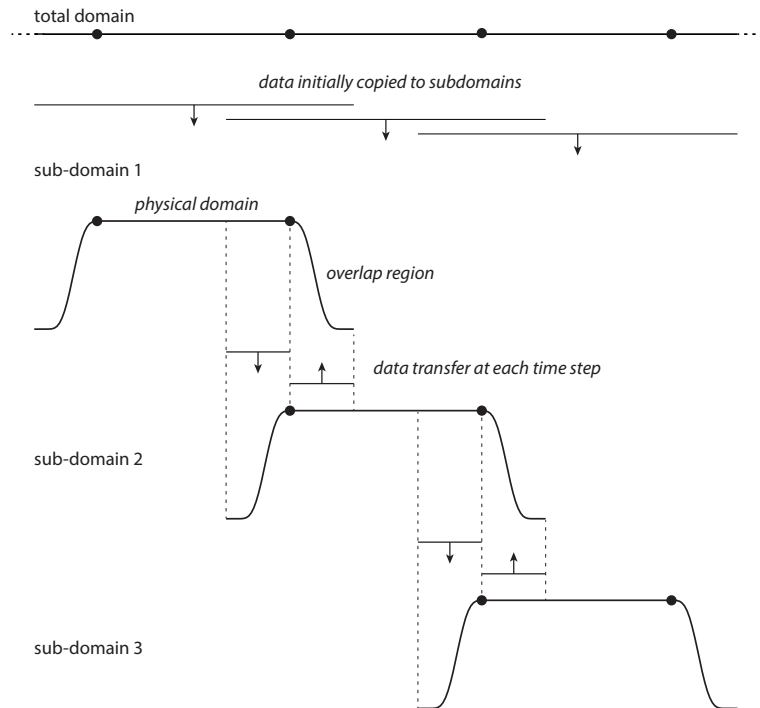 total domain
data initially copied to subdomains
sub-domain 1
physical domain
overlap region
data transfer at each time step
sub-domain 2
sub-domain 3